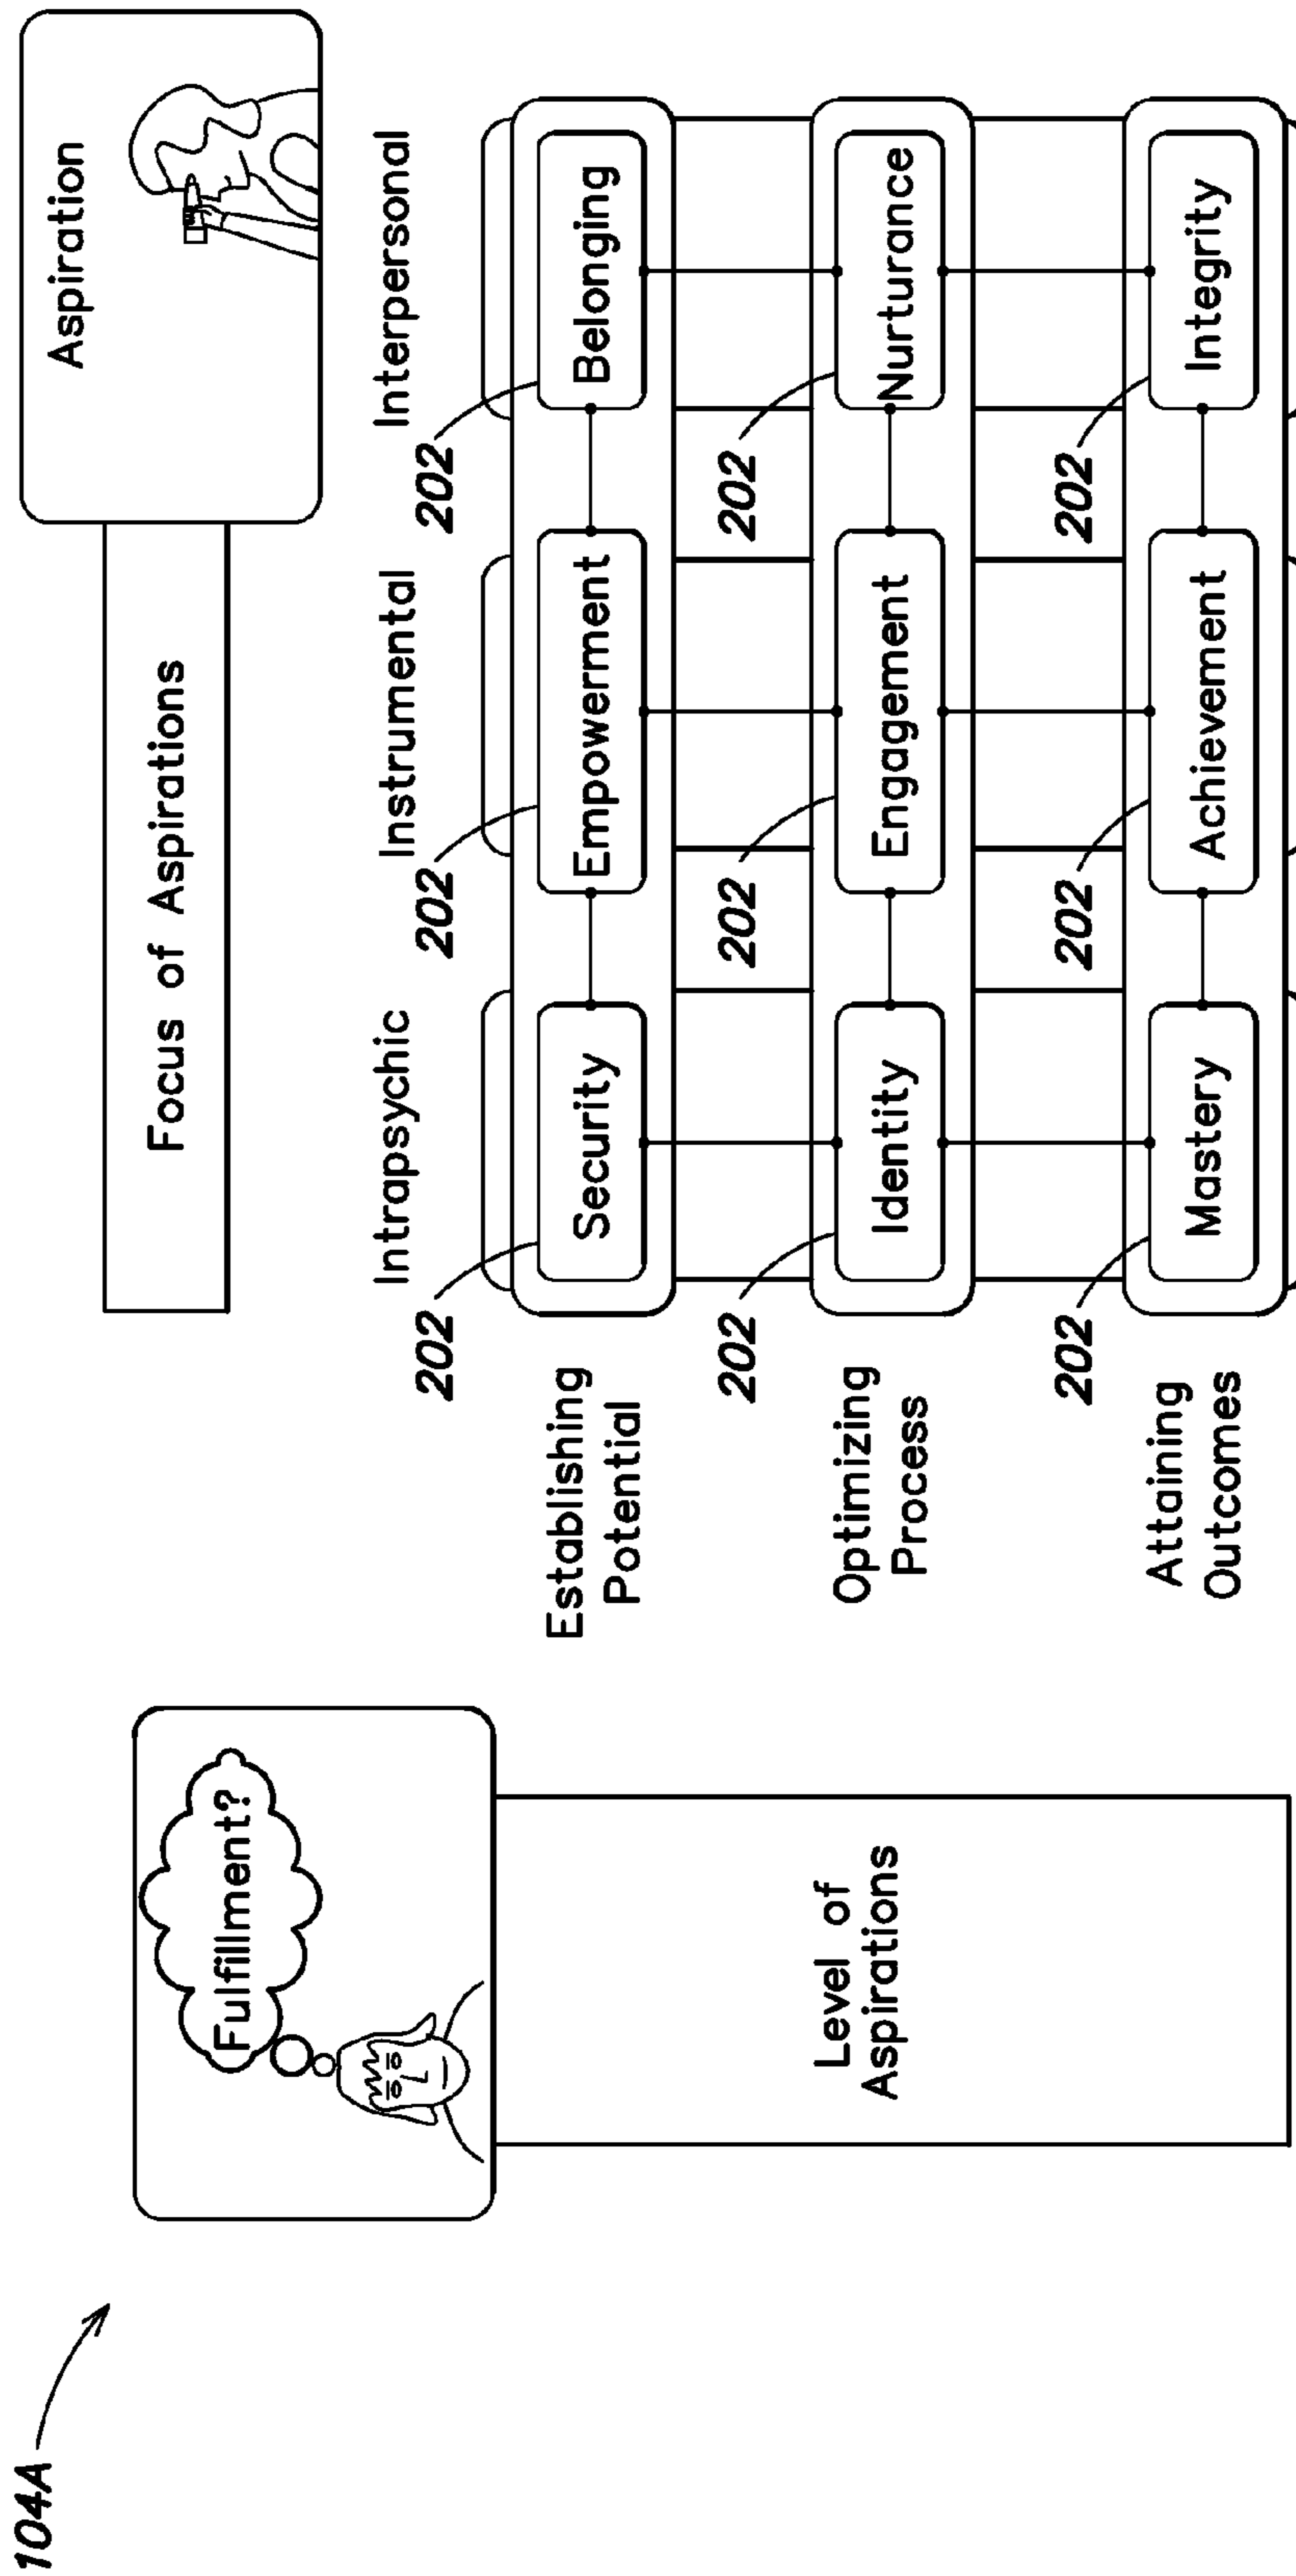 104A
Fulfillment?
Level of
Aspirations
Focus of Aspirations
Aspiration
Intrapsychic
Instrumental
Interpersonal
202
202
202
Establishing
Potential
Security
Empowerment
Belonging
202
202
202
Optimizing
Process
Identity
Engagement
Nurturance
202
202
202
Attaining
Outcomes
Mastery
Achievement
Integrity